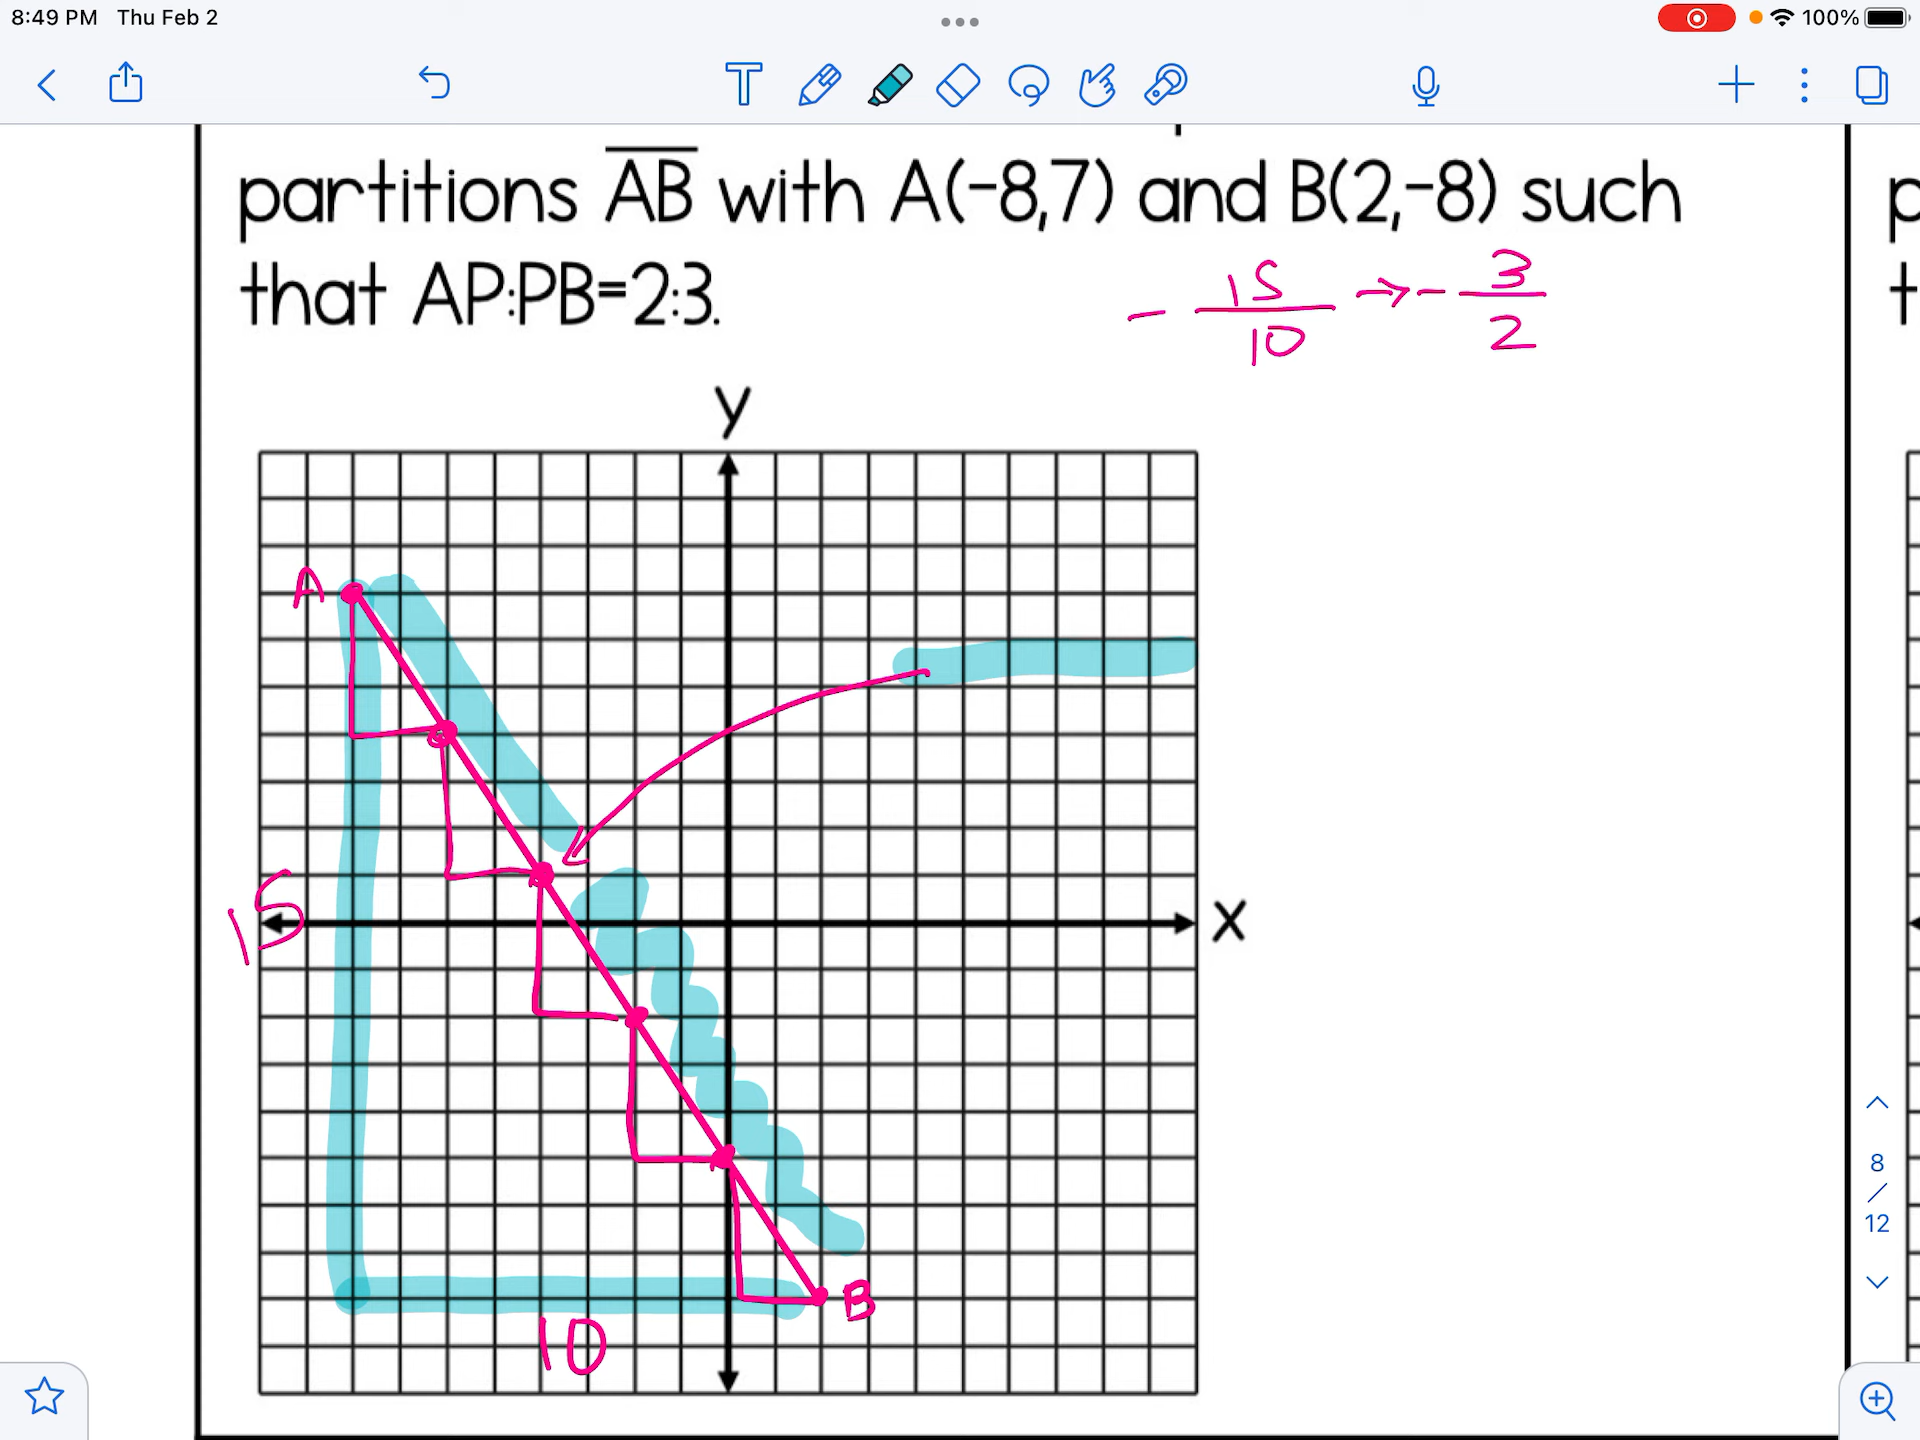 8:49 PM Thu Feb 2
100%
T
partitions AB with A(-8,7) and B(2,-8) such
that AP:PB=2:3.
- 15/10 → - 3/2
y
A
15
x
B
10
8
/
12
p
t